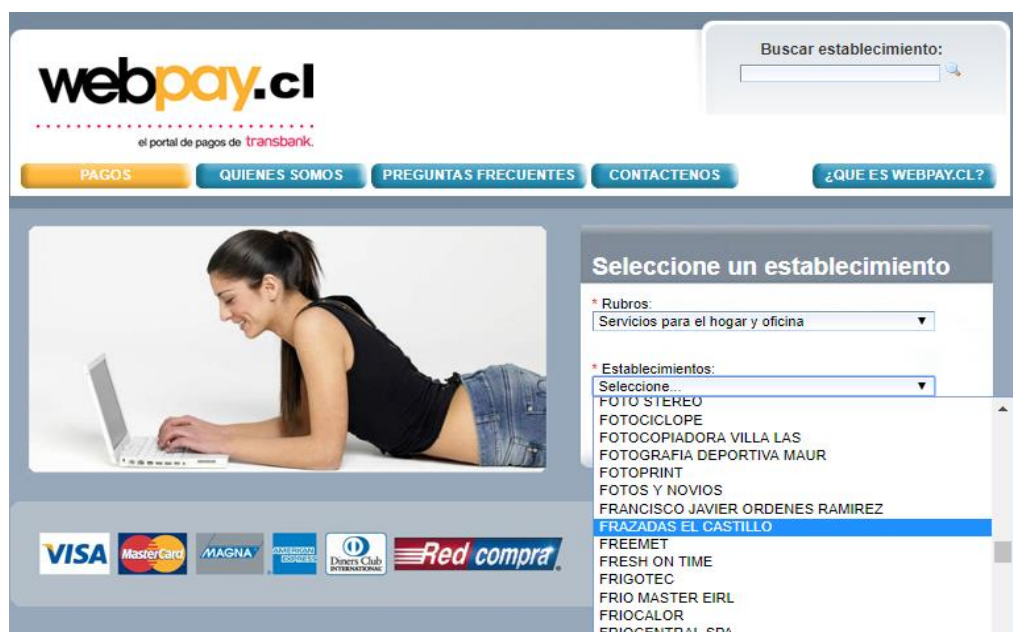 Buscar establecimiento:
webpay.cl
el portal de pagos de transbank.
PAGOS
QUIENES SOMOS
PREGUNTAS FRECUENTES
CONTACTENOS
¿QUE ES WEBPAY.CL?
Seleccione un establecimiento
* Rubros:
Servicios para el hogar y oficina
* Establecimientos:
Seleccione...
FOTO STEREO
FOTOCICLOPE
FOTOCOPIADORA VILLA LAS
FOTOGRAFIA DEPORTIVA MAUR
FOTOPRINT
FOTOS Y NOVIOS
FRANCISCO JAVIER ORDENES RAMIREZ
FRAZADAS EL CASTILLO
FREEMET
FRESH ON TIME
FRIGOTEC
FRIO MASTER EIRL
FRIOCALOR
FRIOCENTRAL SPA
VISA
MasterCard
MAGNA
AMERICAN EXPRESS
Diners Club
INTERNATIONAL
Red compra